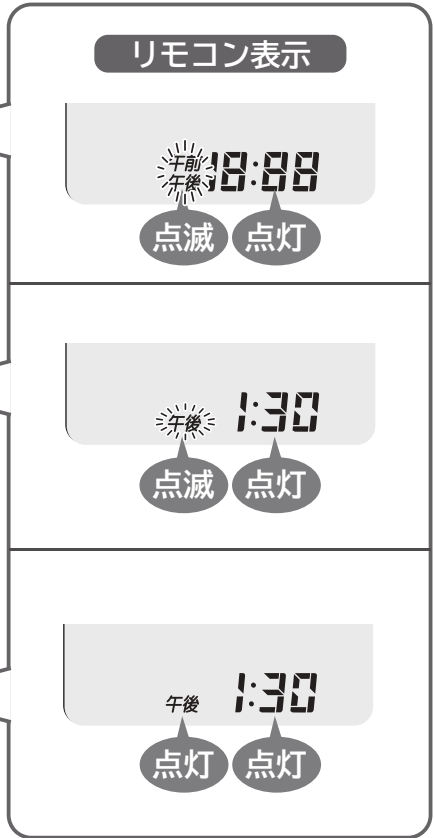 リモコン表示
午前
午後
18:88
点滅 点灯
午後 1:30
点滅 点灯
午後 1:30
点灯 点灯